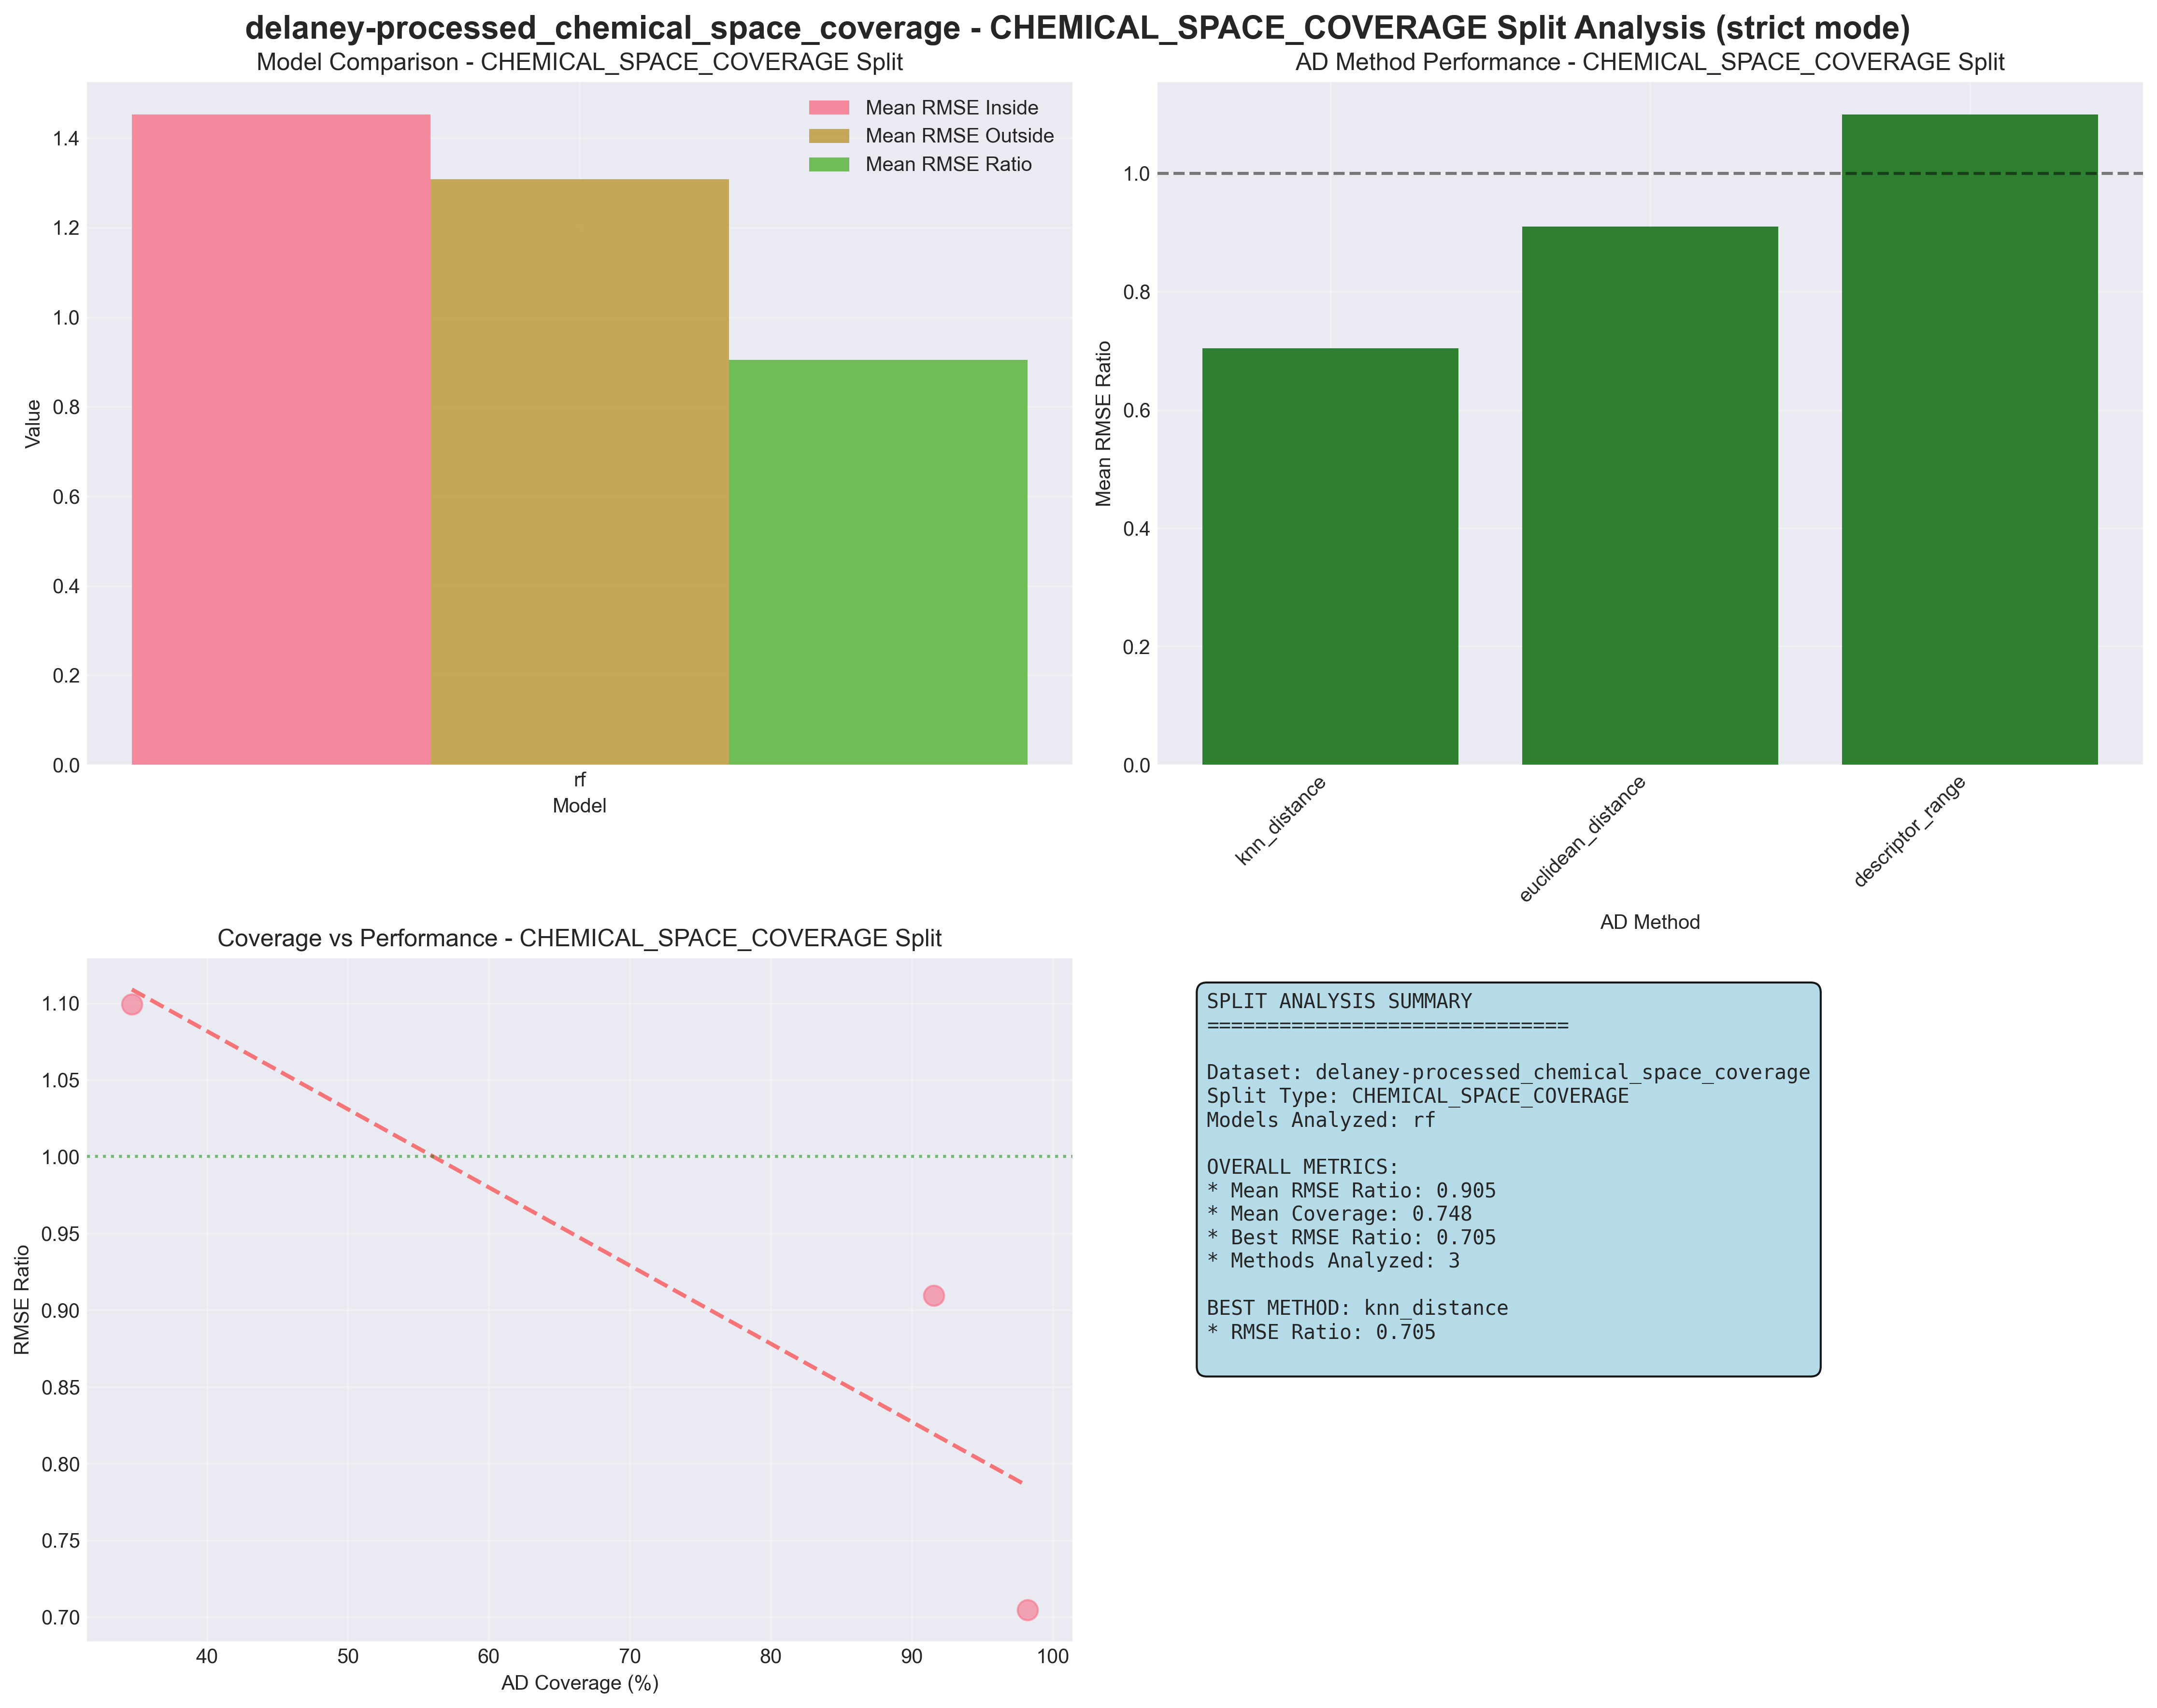 delaney-processed_chemical_space_coverage - CHEMICAL_SPACE_COVERAGE Split Analysis (strict mode)
Model Comparison - CHEMICAL_SPACE_COVERAGE Split
Value
1.4
1.2
1.0
0.8
0.6
0.4
0.2
0.0
Mean RMSE Inside
Mean RMSE Outside
Mean RMSE Ratio
rf
Model
AD Method Performance - CHEMICAL_SPACE_COVERAGE Split
Mean RMSE Ratio
1.0
0.8
0.6
0.4
0.2
0.0
knn_distance
euclidean_distance
descriptor_range
AD Method
Coverage vs Performance - CHEMICAL_SPACE_COVERAGE Split
RMSE Ratio
1.10
1.05
1.00
0.95
0.90
0.85
0.80
0.75
0.70
40
50
60
70
80
90
100
AD Coverage (%)
SPLIT ANALYSIS SUMMARY
==============================
Dataset: delaney-processed_chemical_space_coverage
Split Type: CHEMICAL_SPACE_COVERAGE
Models Analyzed: rf
OVERALL METRICS:
* Mean RMSE Ratio: 0.905
* Mean Coverage: 0.748
* Best RMSE Ratio: 0.705
* Methods Analyzed: 3
BEST METHOD: knn_distance
* RMSE Ratio: 0.705